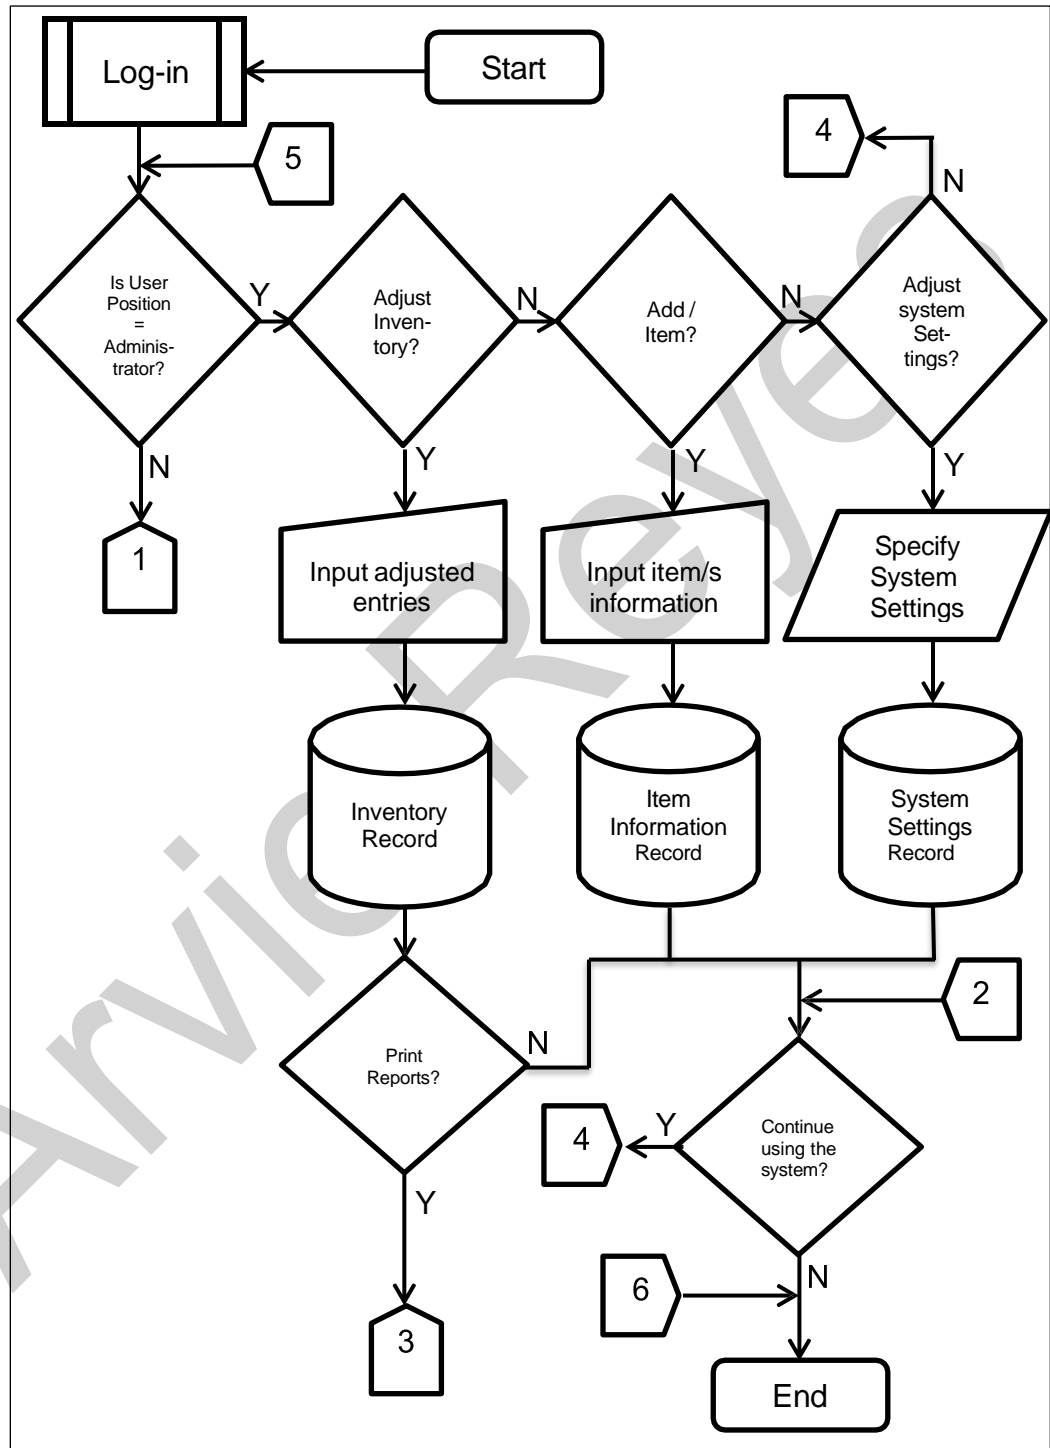 Log-in
Start
5
4
N
Is User
Position
=
Adminis-
trator?
Y
Adjust
Inven-
tory?
N
Add /
Item?
N
Adjust
system
Set-
tings?
N
Y
Y
Y
1
Input adjusted
entries
Input item/s
information
Specify
System
Settings
Inventory
Record
Item
Information
Record
System
Settings
Record
2
Print
Reports?
N
4
Y
Continue
using the
system?
Y
6
N
3
End
Arvic Reyes